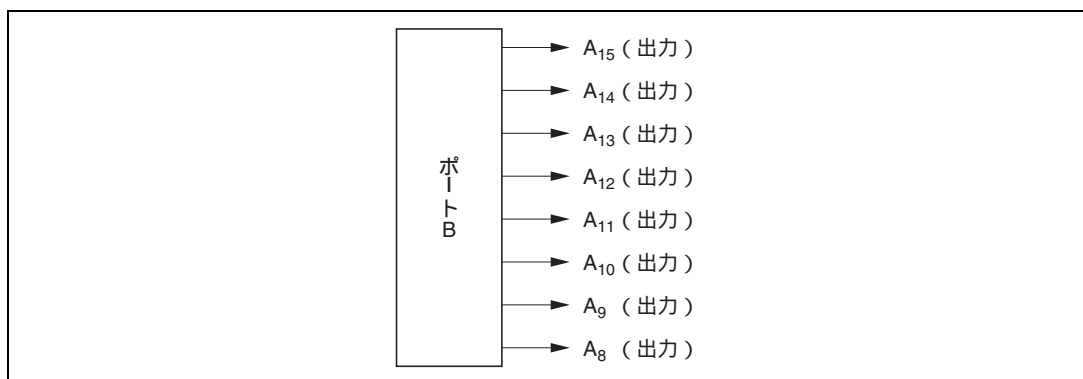 A₁₅ ( 出力 )
A₁₄ ( 出力 )
A₁₃ ( 出力 )
A₁₂ ( 出力 )
ポートB
A₁₁ ( 出力 )
A₁₀ ( 出力 )
A₉ ( 出力 )
A₈ ( 出力 )